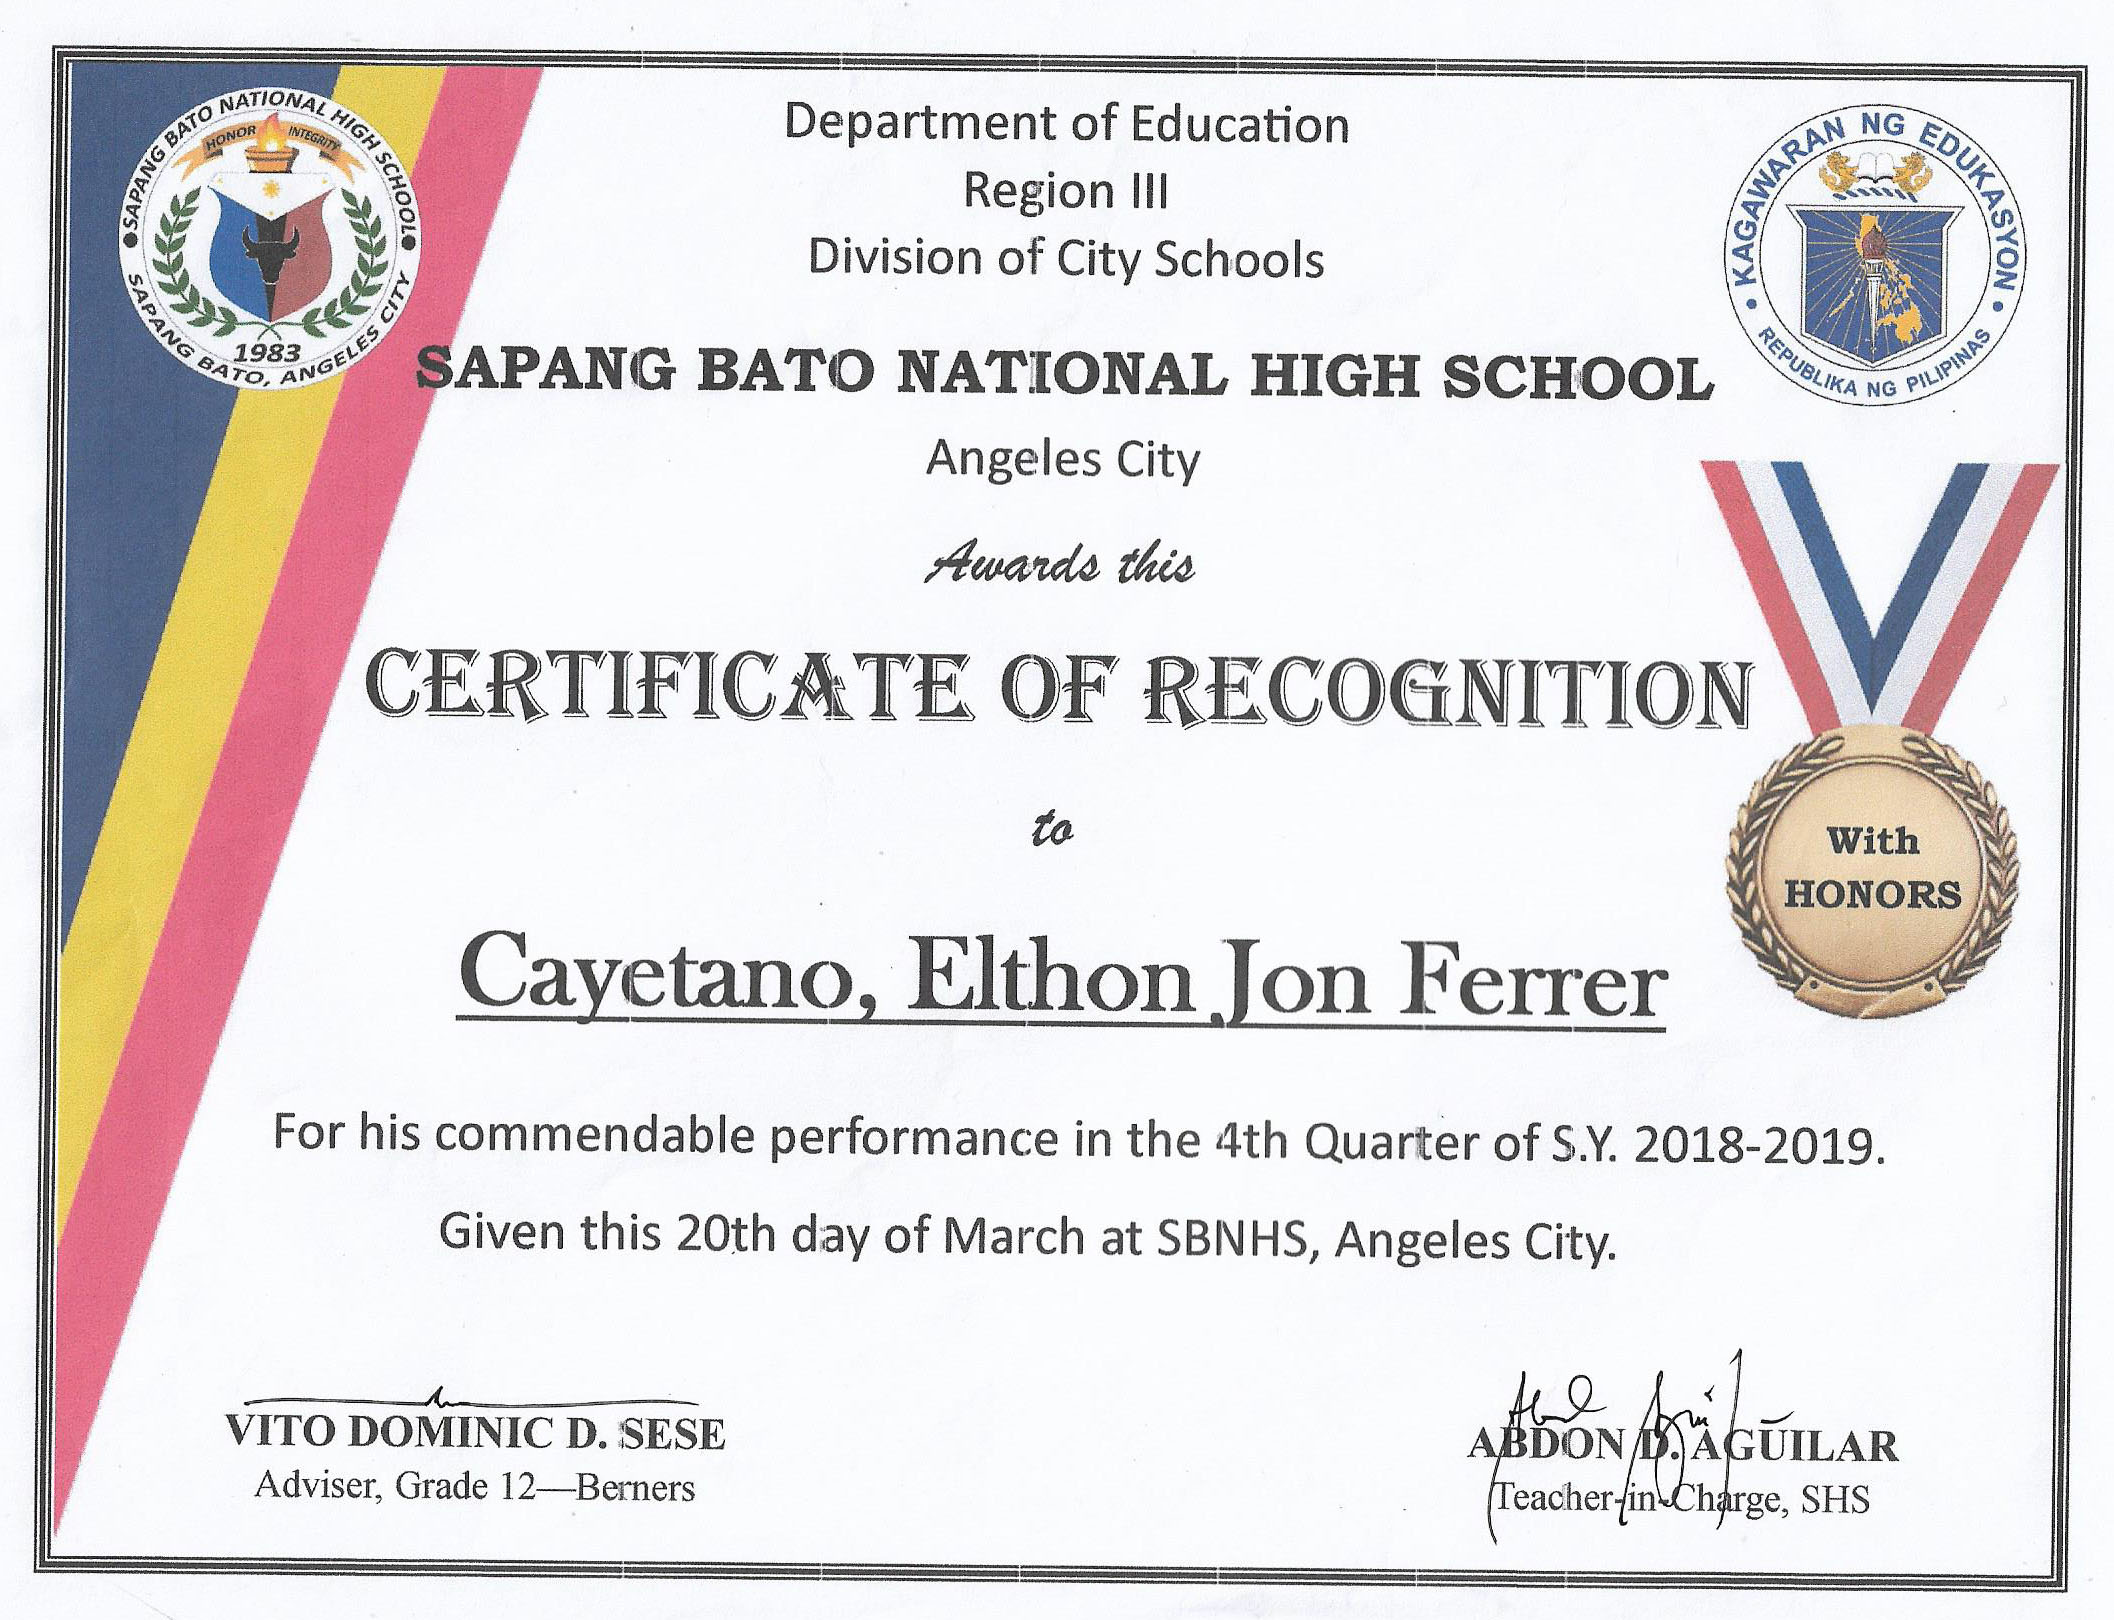 SAPANG BATO NATIONAL HIGH SCHOOL
HONOR INTEGRITY
1983
SAPANG BATO, ANGELES CITY
Department of Education
Region III
Division of City Schools
KAGAWARAN NG EDUKASYON
REPUBLIKA NG PILIPINAS
SAPANG BATO NATIONAL HIGH SCHOOL
Angeles City
Awards this
CERTIFICATE OF RECOGNITION
to
With
HONORS
Cayetano, Elthon Jon Ferrer
For his commendable performance in the 4th Quarter of S.Y. 2018-2019.
Given this 20th day of March at SBNHS, Angeles City.
VITO DOMINIC D. SESE
Adviser, Grade 12—Berners
ABDON D. AGUILAR
Teacher-in-Charge, SHS